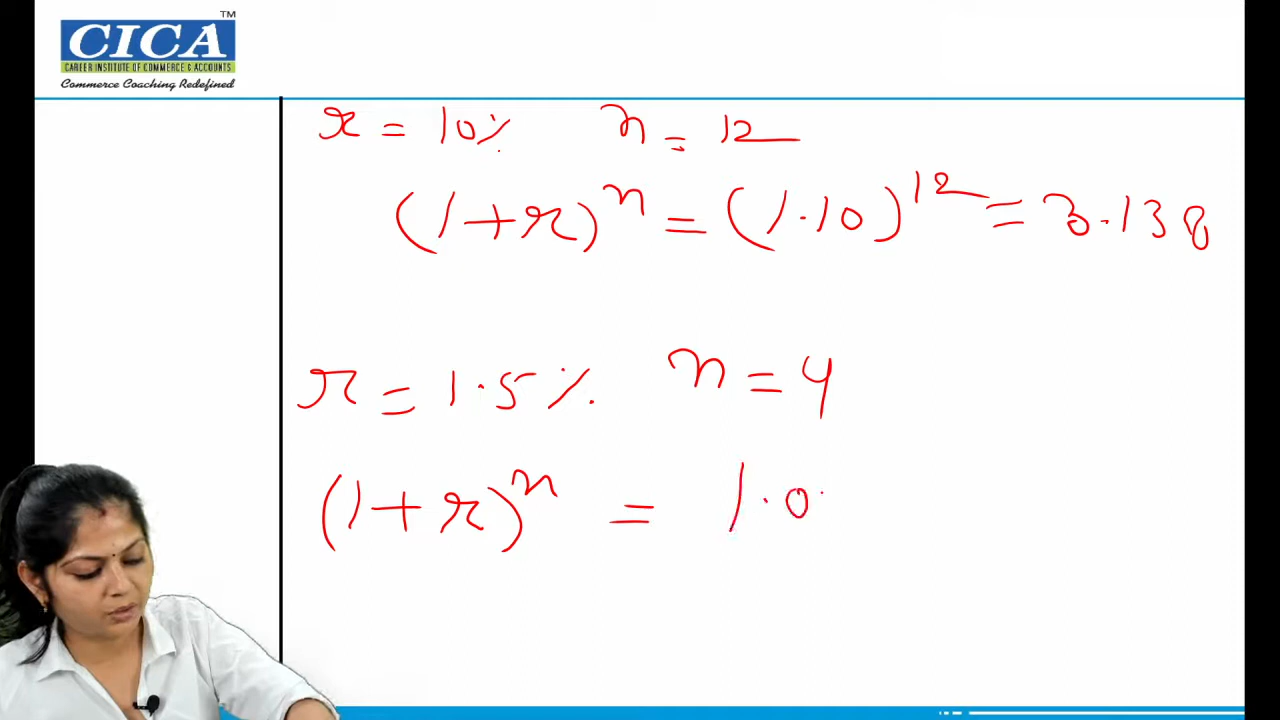 CICA
TM
CAREER INSTITUTE OF COMMERCE & ACCOUNTS
Commerce Coaching Redefined
r = 10% n = 12
(1+r)^n = (1.10)^12 = 3.138
r = 1.5% n = 4
(1+r)^n = 1.0